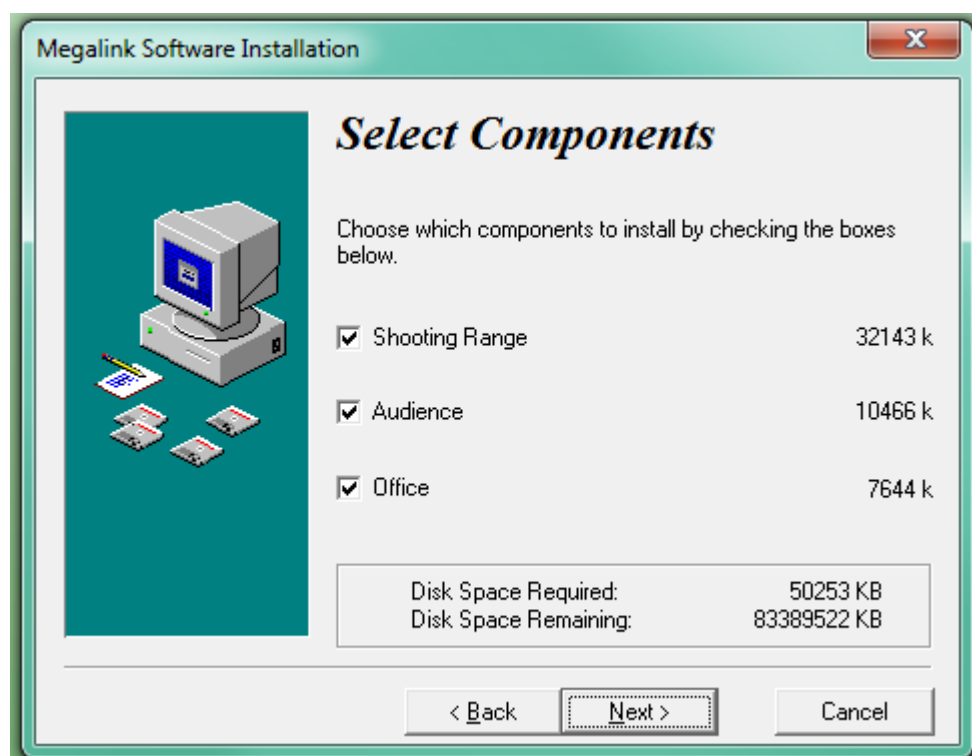 Megalink Software Installation
Select Components
Choose which components to install by checking the boxes
below.
Shooting Range 32143 k
Audience 10466 k
Office 7644 k
Disk Space Required: 50253 KB
Disk Space Remaining: 83389522 KB
< Back Next > Cancel